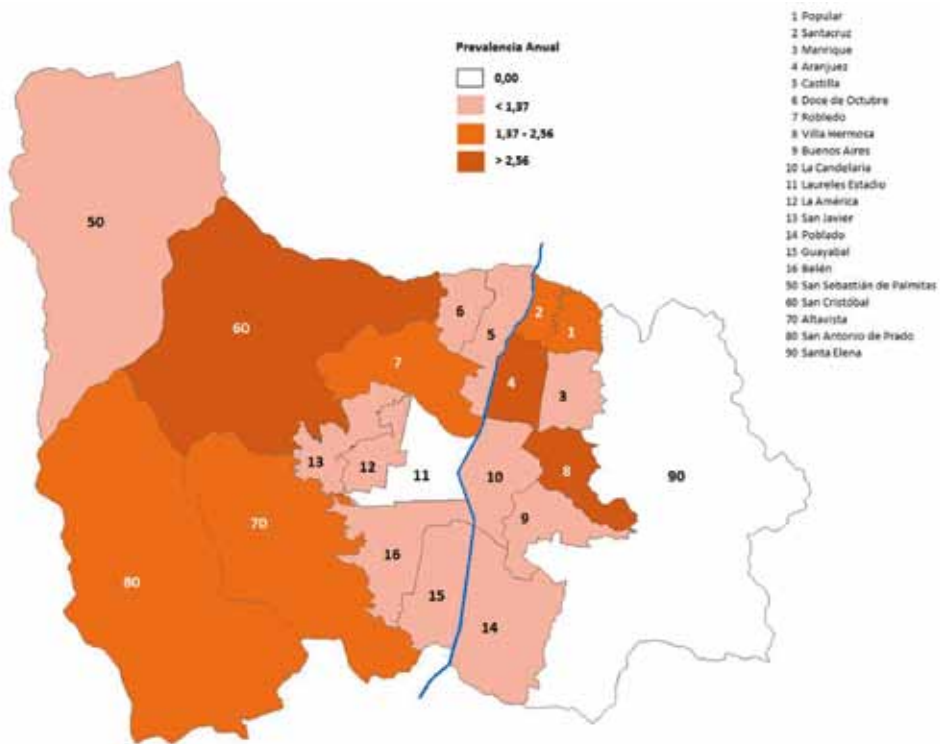 Prevalencia Anual
0,00
< 1,37
1,37 - 2,56
> 2,56
1 Popular
2 Santacruz
3 Manrique
4 Aranjuez
5 Castilla
6 Doce de Octubre
7 Robledo
8 Villa Hermosa
9 Buenos Aires
10 La Candelaria
11 Laureles Estadio
12 La América
13 San Javier
14 Poblado
15 Guayabal
16 Belén
50 San Sebastián de Palmitas
60 San Cristóbal
70 Altavista
80 San Antonio de Prado
90 Santa Elena
50
60
6
5
2
1
7
4
3
13
12
11
10
8
90
9
70
16
80
15
14